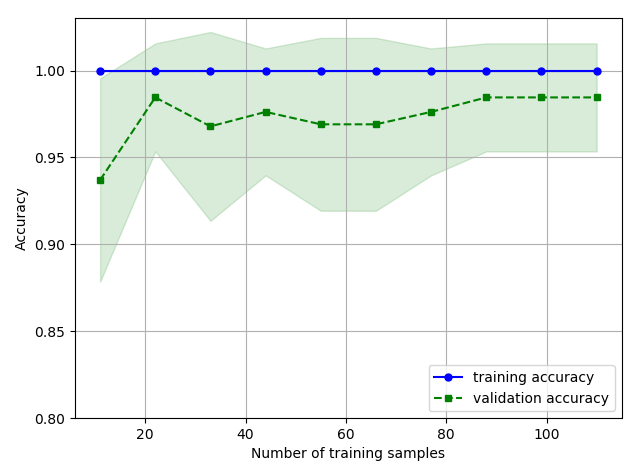 1.00
0.95
0.90
0.85
0.80
Accuracy
20
40
60
80
100
Number of training samples
training accuracy
validation accuracy